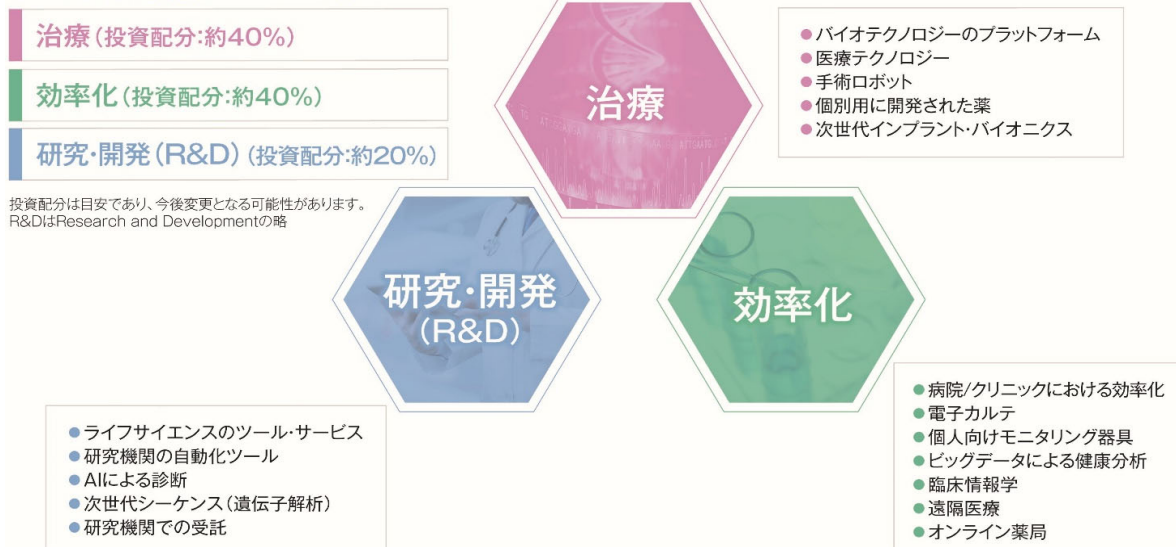 治療(投資配分:約40%)
効率化(投資配分:約40%)
研究・開発(R&D)(投資配分:約20%)
投資配分は目安であり、今後変更となる可能性があります。
R&DはResearch and Developmentの略
治療
バイオテクノロジーのプラットフォーム
医療テクノロジー
手術ロボット
個別用に開発された薬
次世代インプラント・バイオニクス
研究・開発
(R&D)
効率化
ライフサイエンスのツール・サービス
研究機関の自動化ツール
AIによる診断
次世代シーケンス(遺伝子解析)
研究機関での受託
病院/クリニックにおける効率化
電子カルテ
個人向けモニタリング器具
ビッグデータによる健康分析
臨床情報学
遠隔医療
オンライン薬局